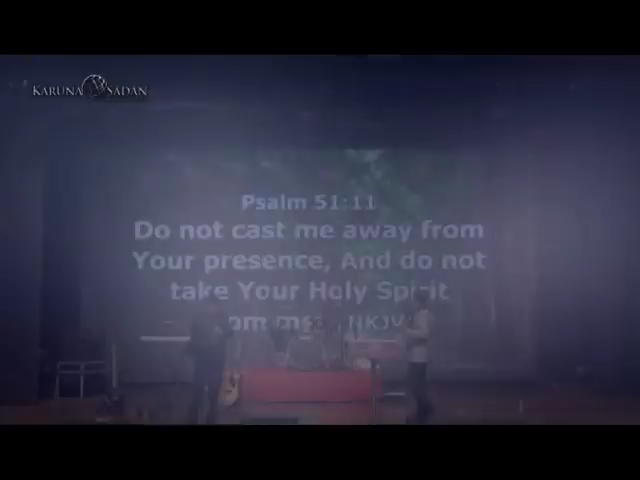 KARUNA SADAN
Psalm 51:11
Do not cast me away from
Your presence, And do not
take Your Holy Spirit
NKJV